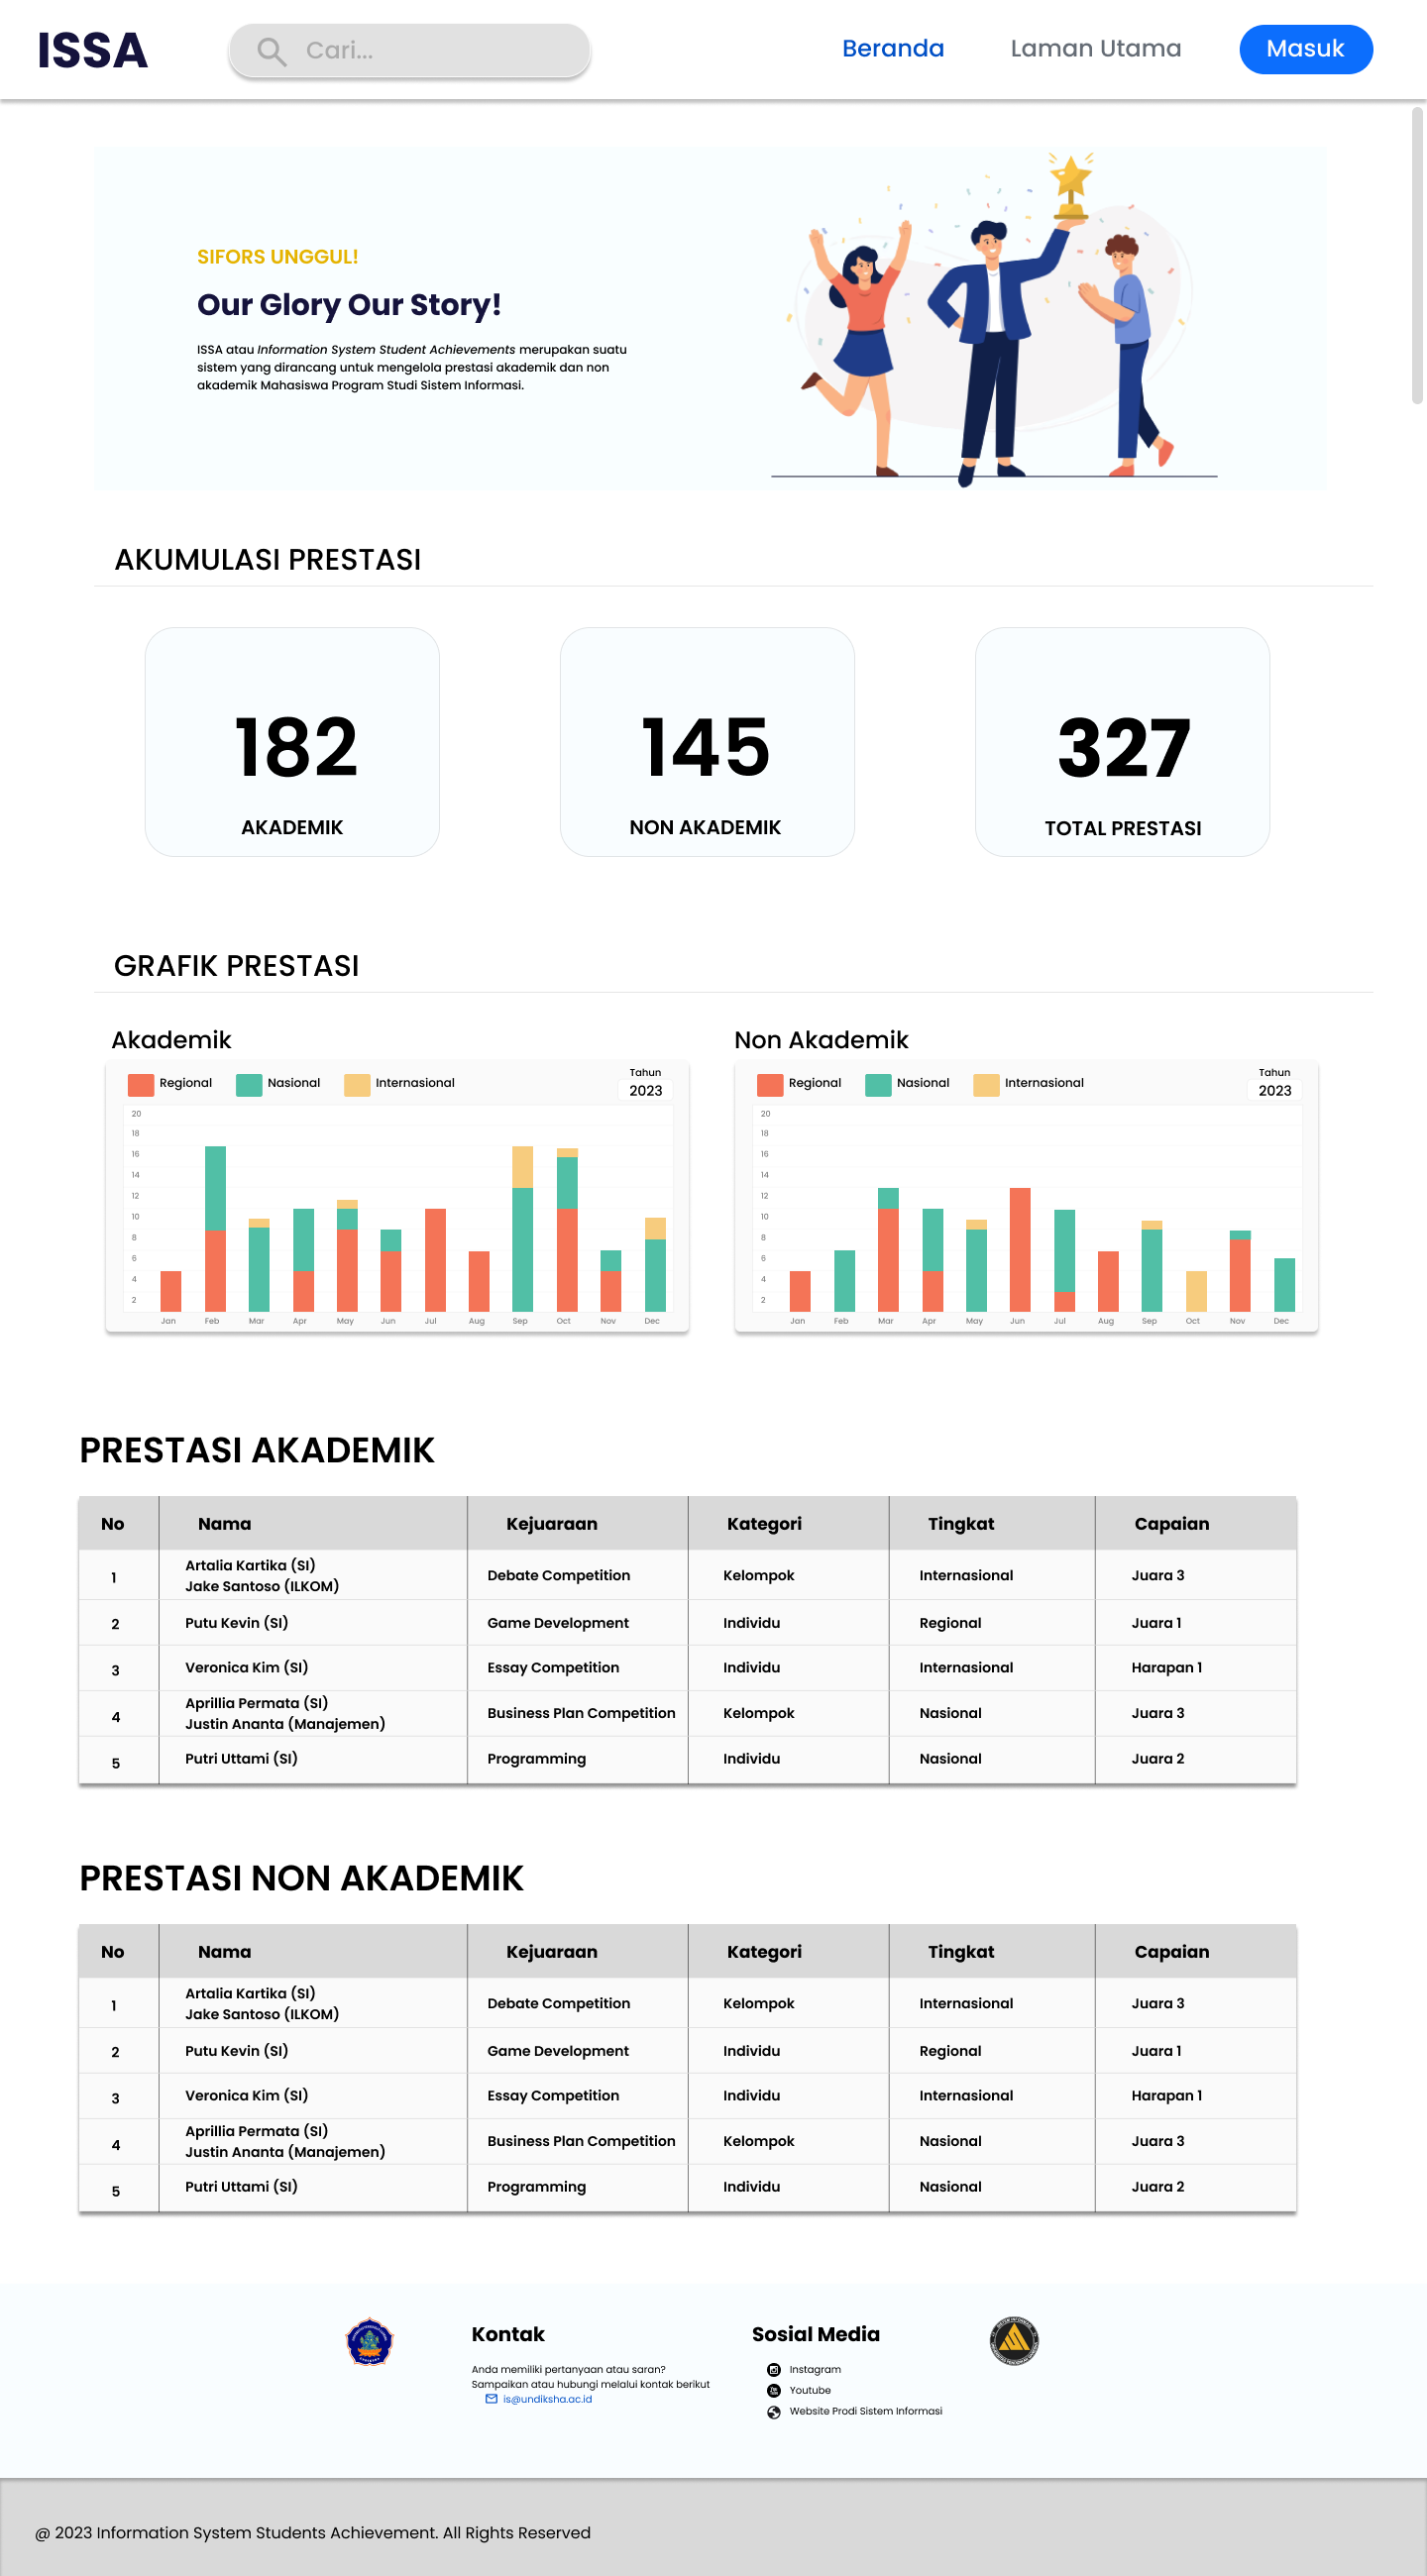 ISSA
Cari...
Beranda
Laman Utama
Masuk
SIFORS UNGGUL!
Our Glory Our Story!
ISSA atau Information System Student Achievements merupakan suatu
sistem yang dirancang untuk mengelola prestasi akademik dan non
akademik Mahasiswa Program Studi Sistem Informasi.
AKUMULASI PRESTASI
182
AKADEMIK
145
NON AKADEMIK
327
TOTAL PRESTASI
GRAFIK PRESTASI
Akademik
Regional Nasional Internasional
Tahun
2023
20
18
16
14
12
10
8
6
4
2
Jan Feb Mar Apr May Jun Jul Aug Sep Oct Nov Dec
Non Akademik
Regional Nasional Internasional
Tahun
2023
20
18
16
14
12
10
8
6
4
2
Jan Feb Mar Apr May Jun Jul Aug Sep Oct Nov Dec
PRESTASI AKADEMIK
No Nama Kejuaraan Kategori Tingkat Capaian
1 Artalia Kartika (SI)
Jake Santoso (ILKOM) Debate Competition Kelompok Internasional Juara 3
2 Putu Kevin (SI) Game Development Individu Regional Juara 1
3 Veronica Kim (SI) Essay Competition Individu Internasional Harapan 1
4 Aprillia Permata (SI)
Justin Ananta (Manajemen) Business Plan Competition Kelompok Nasional Juara 3
5 Putri Uttami (SI) Programming Individu Nasional Juara 2
PRESTASI NON AKADEMIK
No Nama Kejuaraan Kategori Tingkat Capaian
1 Artalia Kartika (SI)
Jake Santoso (ILKOM) Debate Competition Kelompok Internasional Juara 3
2 Putu Kevin (SI) Game Development Individu Regional Juara 1
3 Veronica Kim (SI) Essay Competition Individu Internasional Harapan 1
4 Aprillia Permata (SI)
Justin Ananta (Manajemen) Business Plan Competition Kelompok Nasional Juara 3
5 Putri Uttami (SI) Programming Individu Nasional Juara 2
Kontak
Anda memiliki pertanyaan atau saran?
Sampaikan atau hubungi melalui kontak berikut
is@undiksha.ac.id
Sosial Media
Instagram
Youtube
Website Prodi Sistem Informasi
@ 2023 Information System Students Achievement. All Rights Reserved